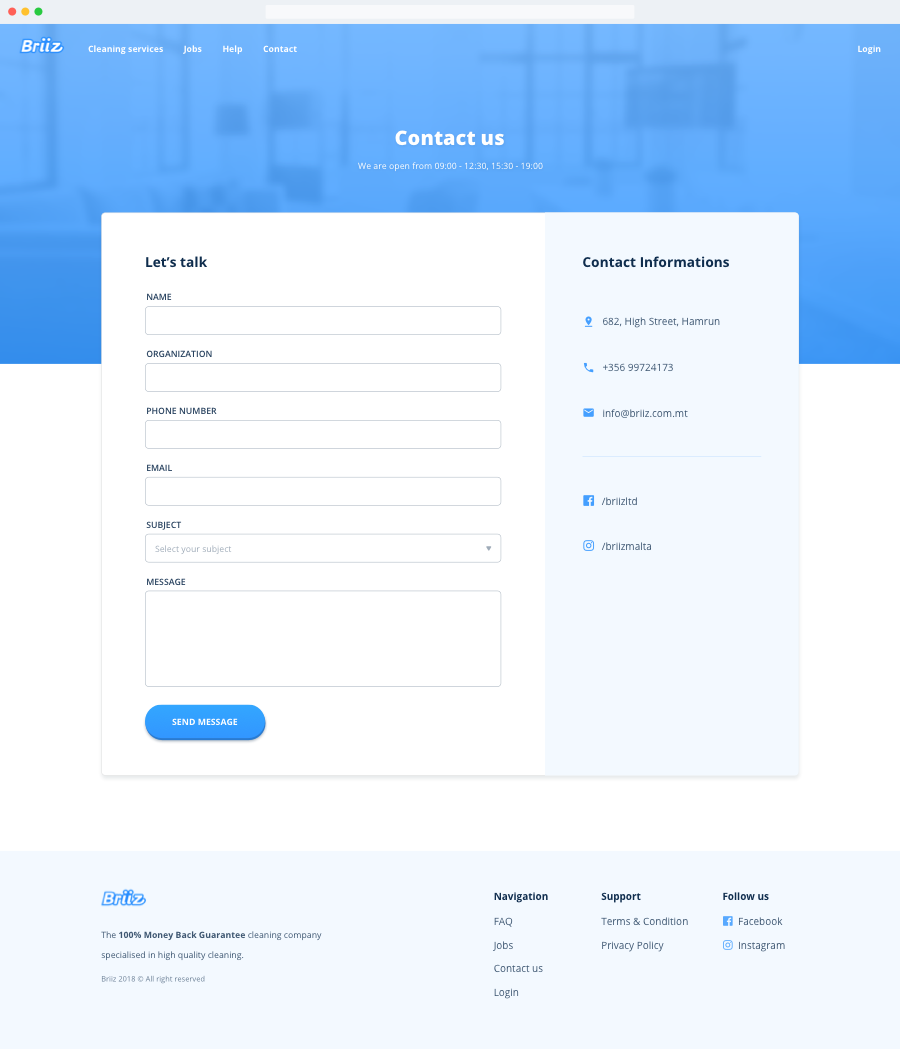 Briiz
Cleaning services
Jobs
Help
Contact
Login
Contact us
We are open from 09:00 - 12:30, 15:30 - 19:00
Let’s talk
NAME
ORGANIZATION
PHONE NUMBER
EMAIL
SUBJECT
Select your subject
MESSAGE
SEND MESSAGE
Contact Informations
682, High Street, Hamrun
+356 99724173
info@briiz.com.mt
/briizltd
/briizmalta
Briiz
The 100% Money Back Guarantee cleaning company
specialised in high quality cleaning.
Briiz 2018 © All right reserved
Navigation
FAQ
Jobs
Contact us
Login
Support
Terms & Condition
Privacy Policy
Follow us
Facebook
Instagram